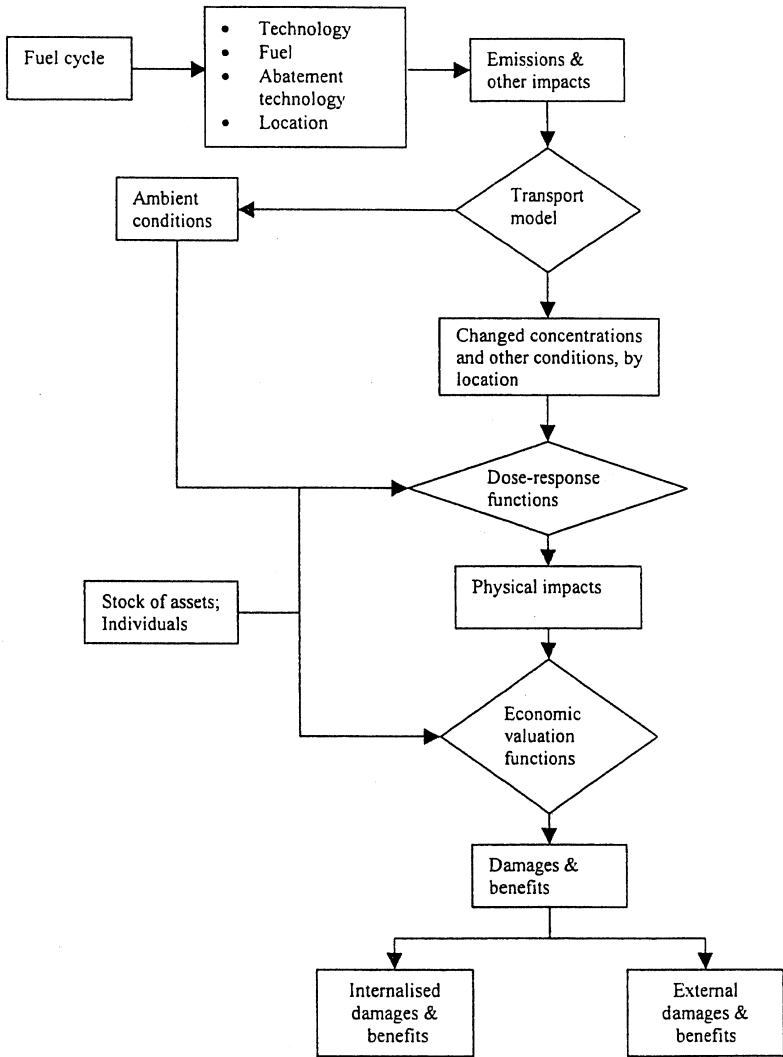 Fuel cycle
• Technology
• Fuel
• Abatement
technology
• Location
Emissions &
other impacts
Ambient
conditions
Transport
model
Changed concentrations
and other conditions, by
location
Dose-response
functions
Stock of assets;
Individuals
Physical impacts
Economic
valuation
functions
Damages &
benefits
Internalised
damages &
benefits
External
damages &
benefits